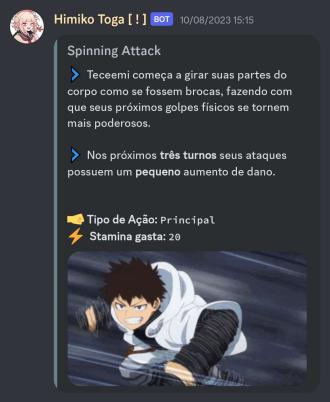 Himiko Toga [ ! ] BOT 10/08/2023 15:15
Spinning Attack
Teceemi começa a girar suas partes do
corpo como se fossem brocas, fazendo com
que seus próximos golpes físicos se tornem
mais poderosos.
Nos próximos três turnos seus ataques
possuem um pequeno aumento de dano.
Tipo de Ação: Principal
Stamina gasta: 20